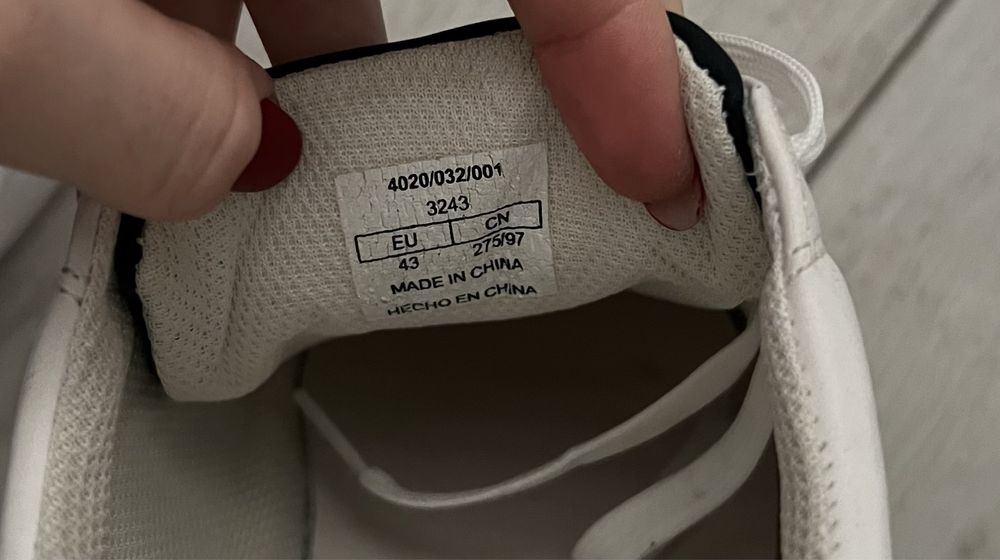 4020/032/001
3243
EU CN
43 275/97
MADE IN CHINA
HECHO EN CHINA